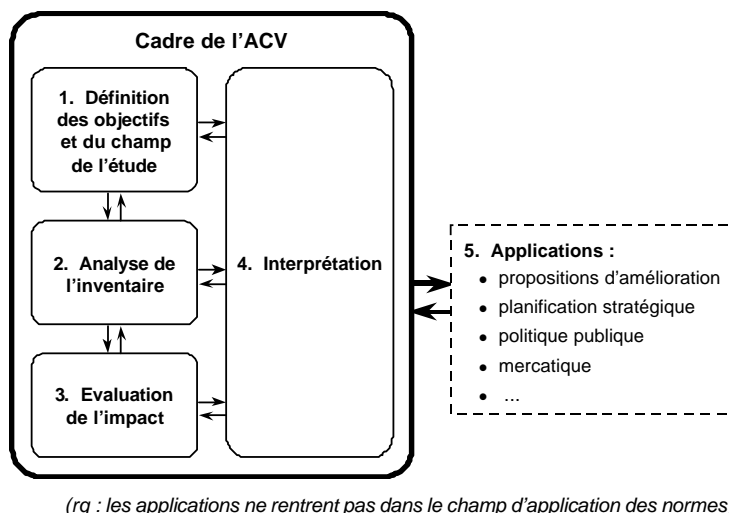 Cadre de l'ACV
1. Définition
des objectifs
et du champ
de l'étude
2. Analyse de
l'inventaire
3. Evaluation
de l'impact
4. Interprétation
5. Applications :
• propositions d'amélioration
• planification stratégique
• politique publique
• mercatique
• ...
(rq : les applications ne rentrent pas dans le champ d'application des normes